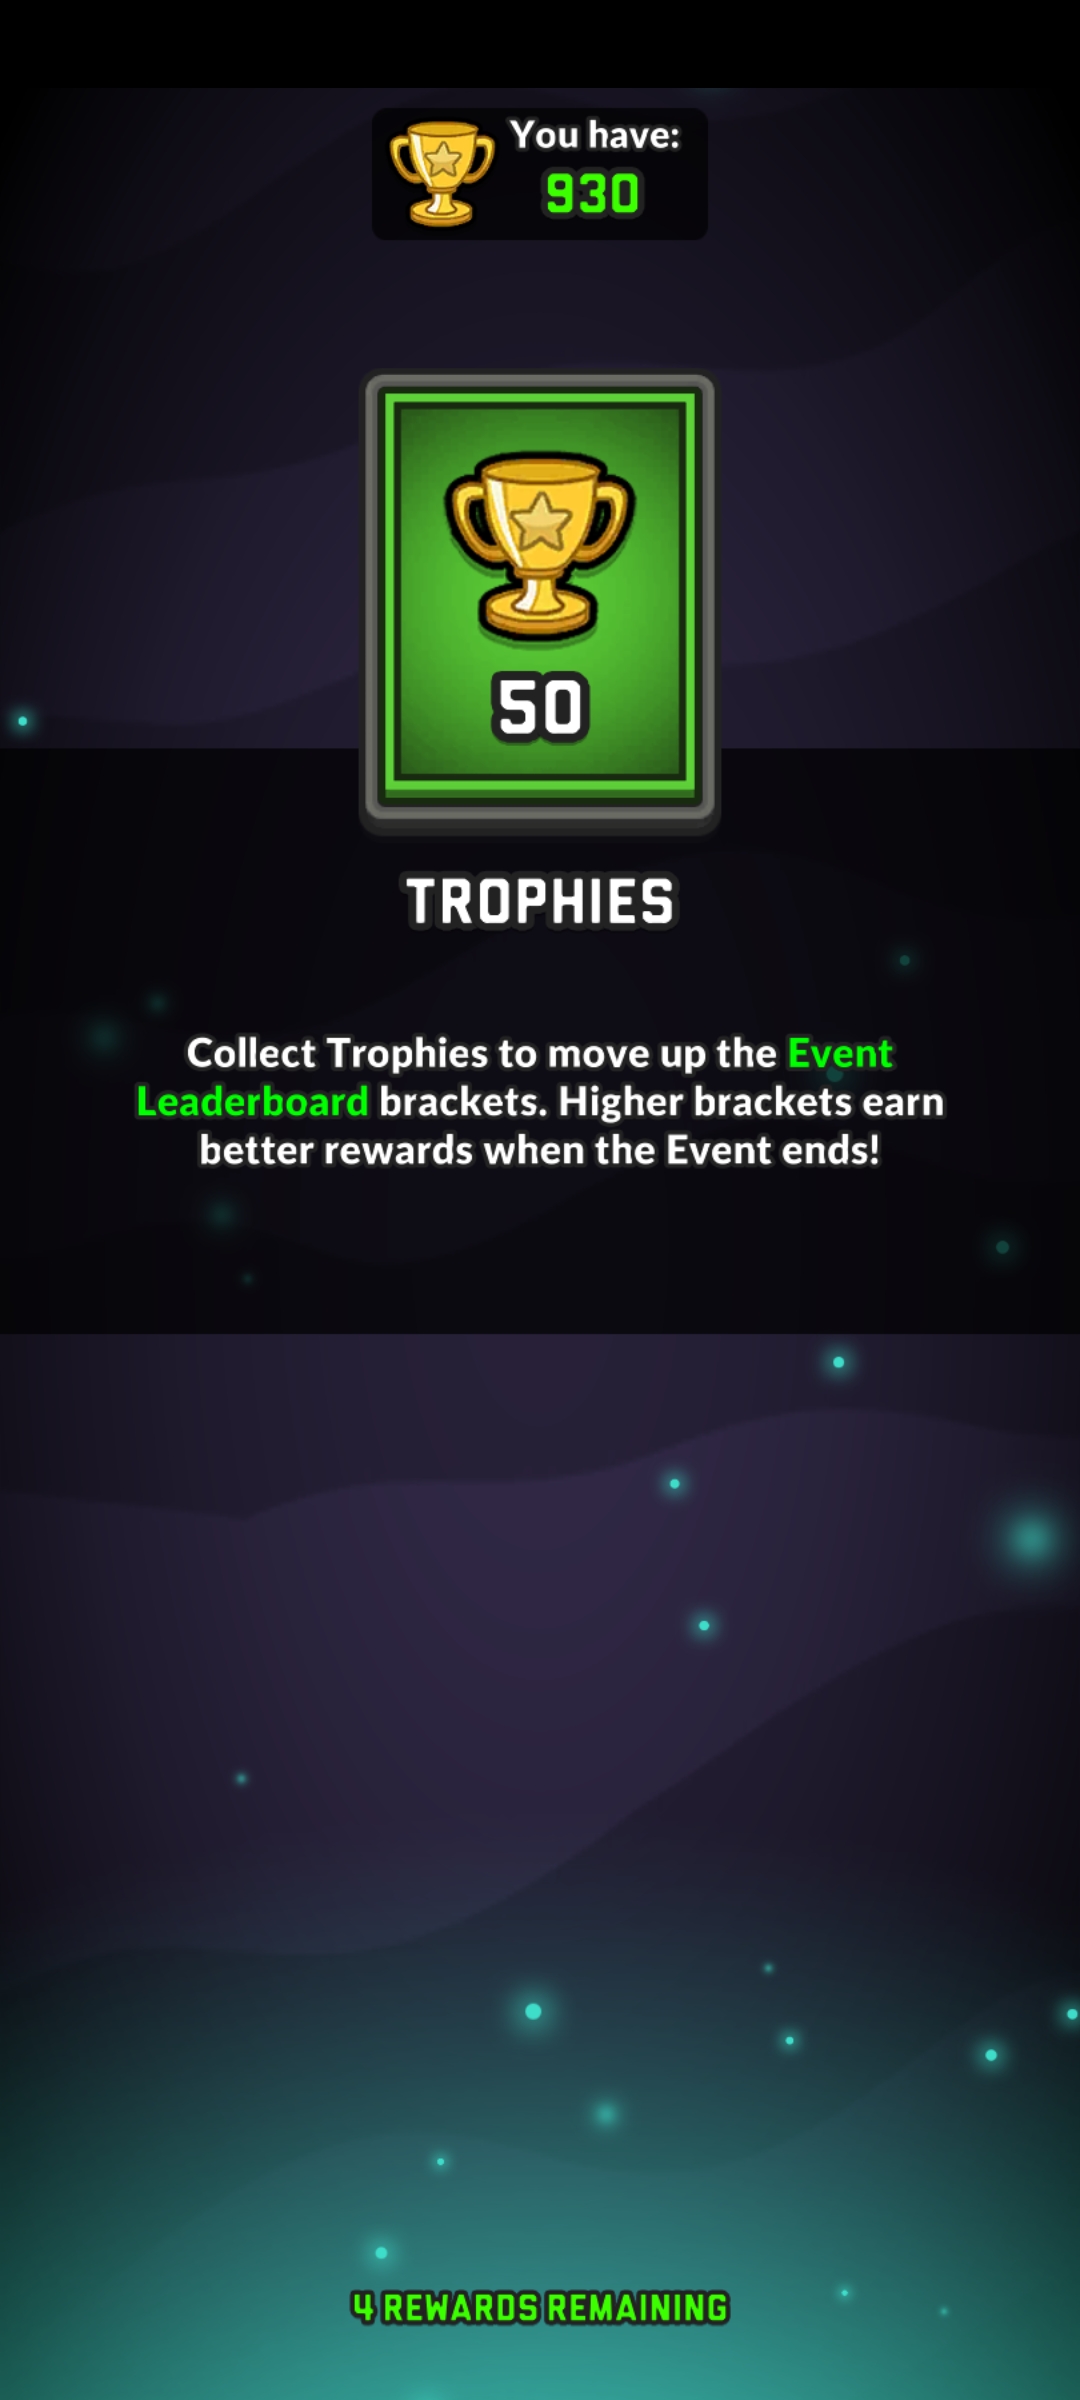 You have:
930
50
TROPHIES
Collect Trophies to move up the Event
Leaderboard brackets. Higher brackets earn
better rewards when the Event ends!
4 REWARDS REMAINING